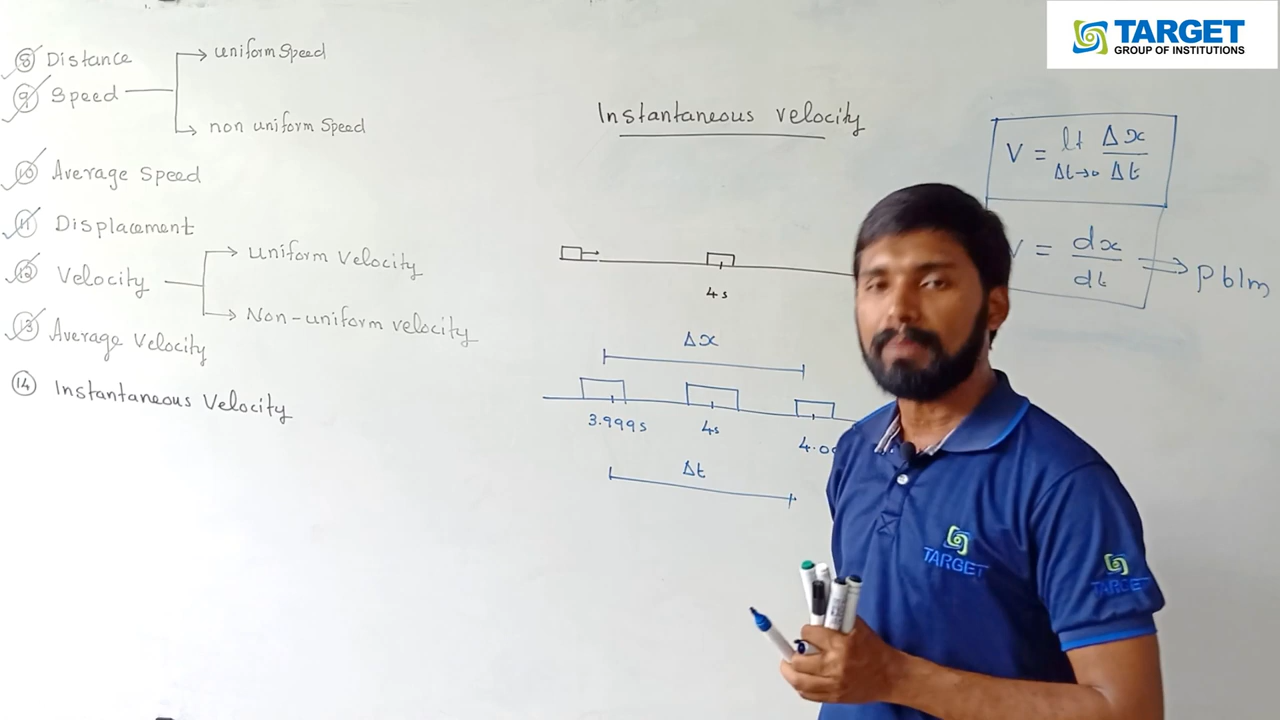 TARGET
GROUP OF INSTITUTIONS
8 Distance
9 Speed
uniform Speed
non uniform Speed
10 Average Speed
11 Displacement
12 Velocity
uniform Velocity
Non-uniform velocity
13 Average Velocity
14 Instantaneous Velocity
Instantaneous velocity
4s
Δx
3.999s
4s
4.00
Δt
V = lt Δx
Δt→0 Δt
V = dx
dt
pblm
TARGET
TARGET